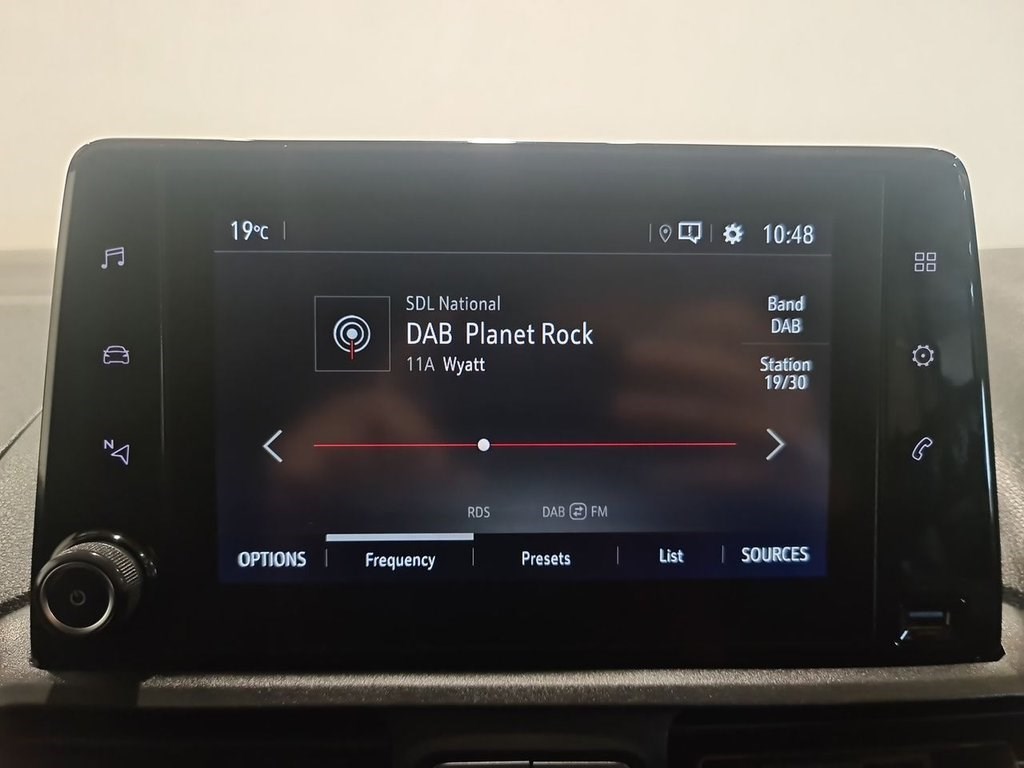 19°C
10:48
SDL National
DAB Planet Rock
11A Wyatt
Band
DAB
Station
19/30
N
RDS
DAB FM
OPTIONS
Frequency
Presets
List
SOURCES